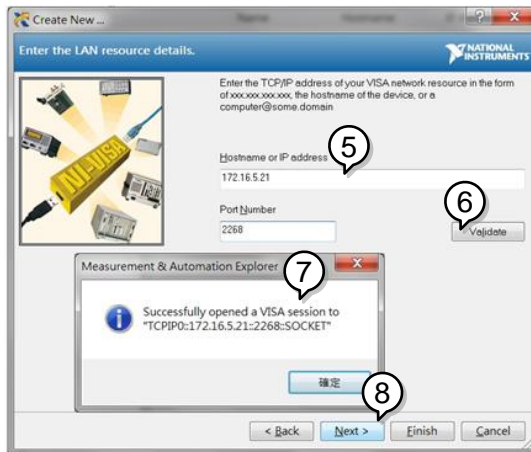 Create New ...
Enter the LAN resource details.
NATIONAL
INSTRUMENTS
Enter the TCP/IP address of your VISA network resource in the form
of xxx.xxx.xxx.xxx, the hostname of the device, or a
computer@some.domain
NI-VISA
Hostname or IP address
5
172.16.5.21
Port Number
6
2268
Validate
Measurement & Automation Explorer
7
Successfully opened a VISA session to
"TCPIP0::172.16.5.21::2268::SOCKET"
確定
8
< Back
Next >
Finish
Cancel